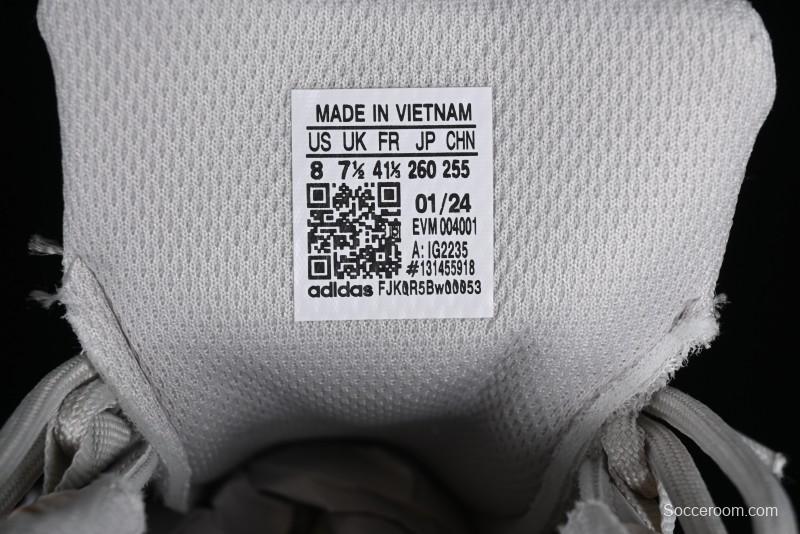 MADE IN VIETNAM
US UK FR JP CHN
8 7½ 41⅓ 260 255
01/24
EVM 004001
A: IG2235
#131455918
adidas FJK0R5Bw00053
Socceroom.com